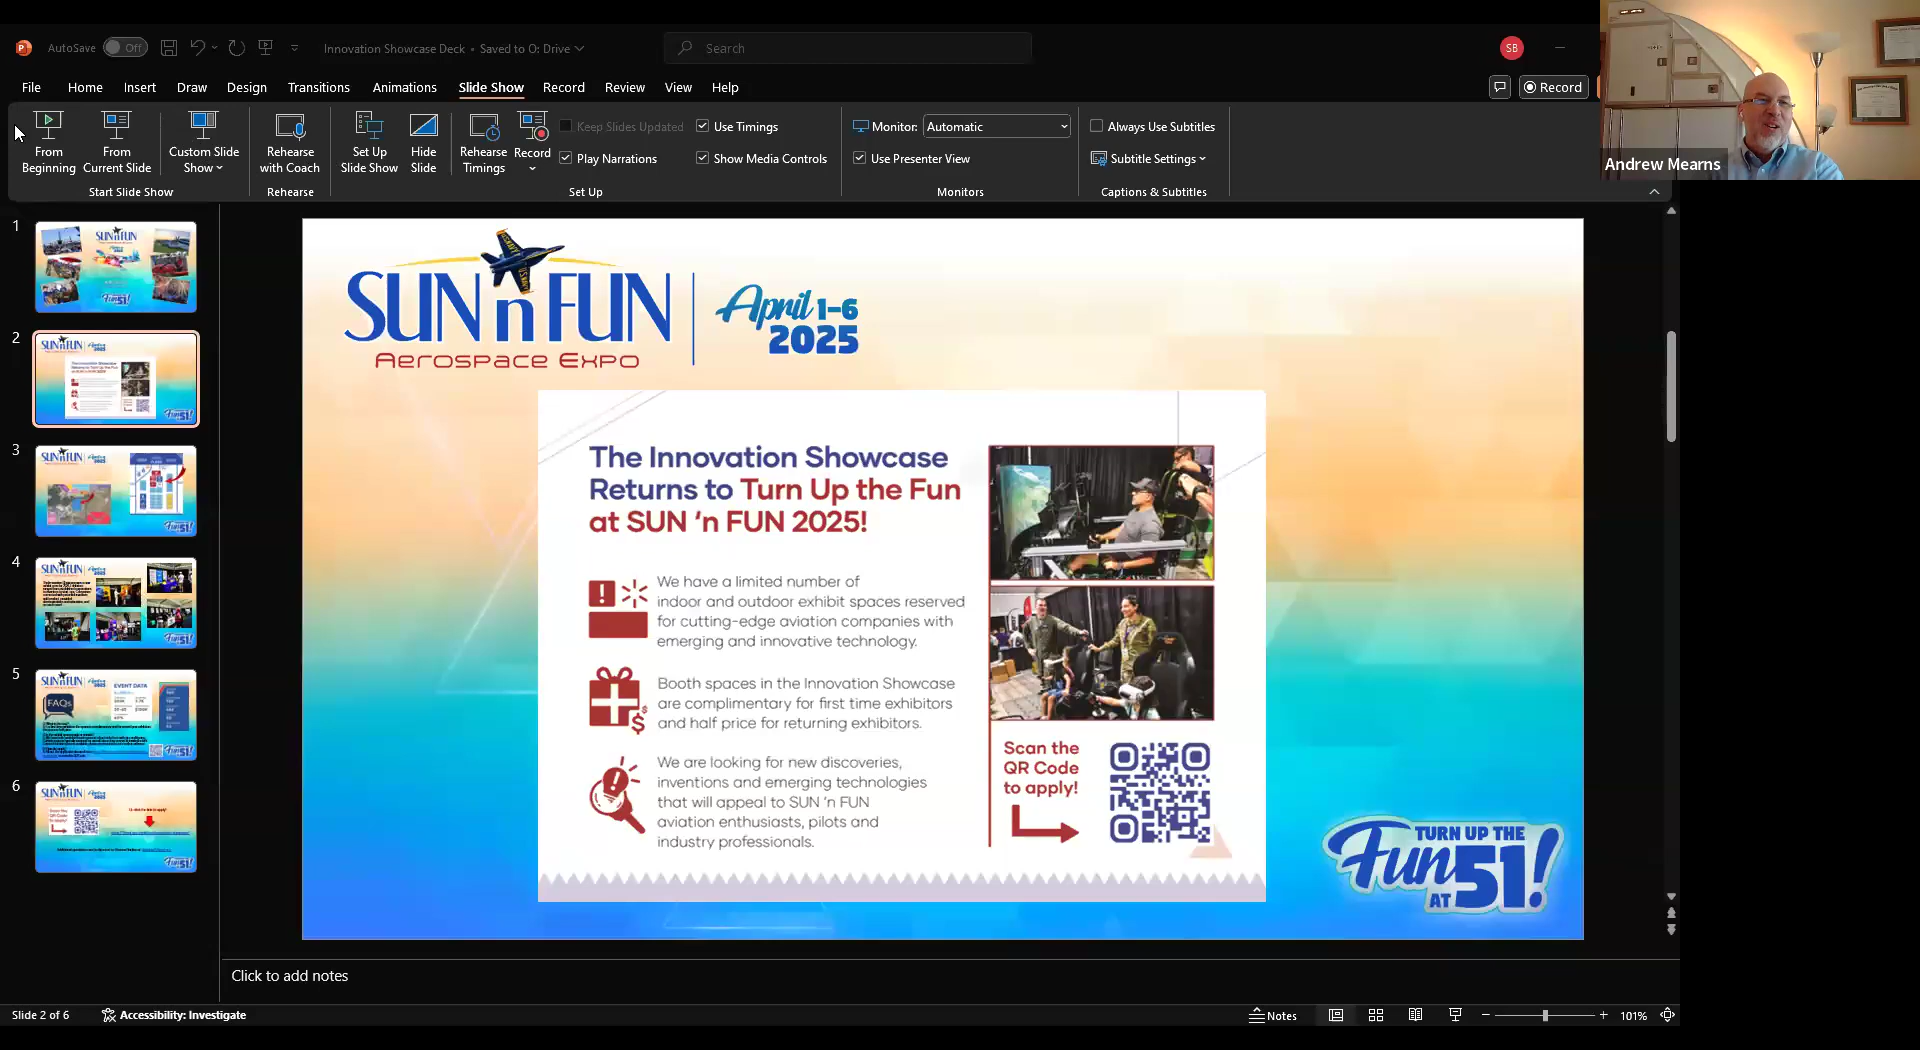 AutoSave Off Innovation Showcase Deck • Saved to O: Drive Search SB
File Home Insert Draw Design Transitions Animations Slide Show Record Review View Help Record
From Beginning
From Current Slide
Custom Slide Show
Start Slide Show
Rehearse with Coach
Rehearse
Set Up Slide Show
Hide Slide
Rehearse Timings
Record
Keep Slides Updated
Play Narrations
Use Timings
Show Media Controls
Set Up
Monitor: Automatic
Use Presenter View
Monitors
Always Use Subtitles
Subtitle Settings
Captions & Subtitles
Andrew Mearns
1
2
3
4
5
6
SUN n FUN
Aerospace Expo
April 1-6
2025
The Innovation Showcase
Returns to Turn Up the Fun
at SUN 'n FUN 2025!
We have a limited number of
indoor and outdoor exhibit spaces reserved
for cutting-edge aviation companies with
emerging and innovative technology.
Booth spaces in the Innovation Showcase
are complimentary for first time exhibitors
and half price for returning exhibitors.
We are looking for new discoveries,
inventions and emerging technologies
that will appeal to SUN 'n FUN
aviation enthusiasts, pilots and
industry professionals.
Scan the
QR Code
to apply!
TURN UP THE
Fun AT 51!
Click to add notes
Slide 2 of 6 Accessibility: Investigate Notes 101%